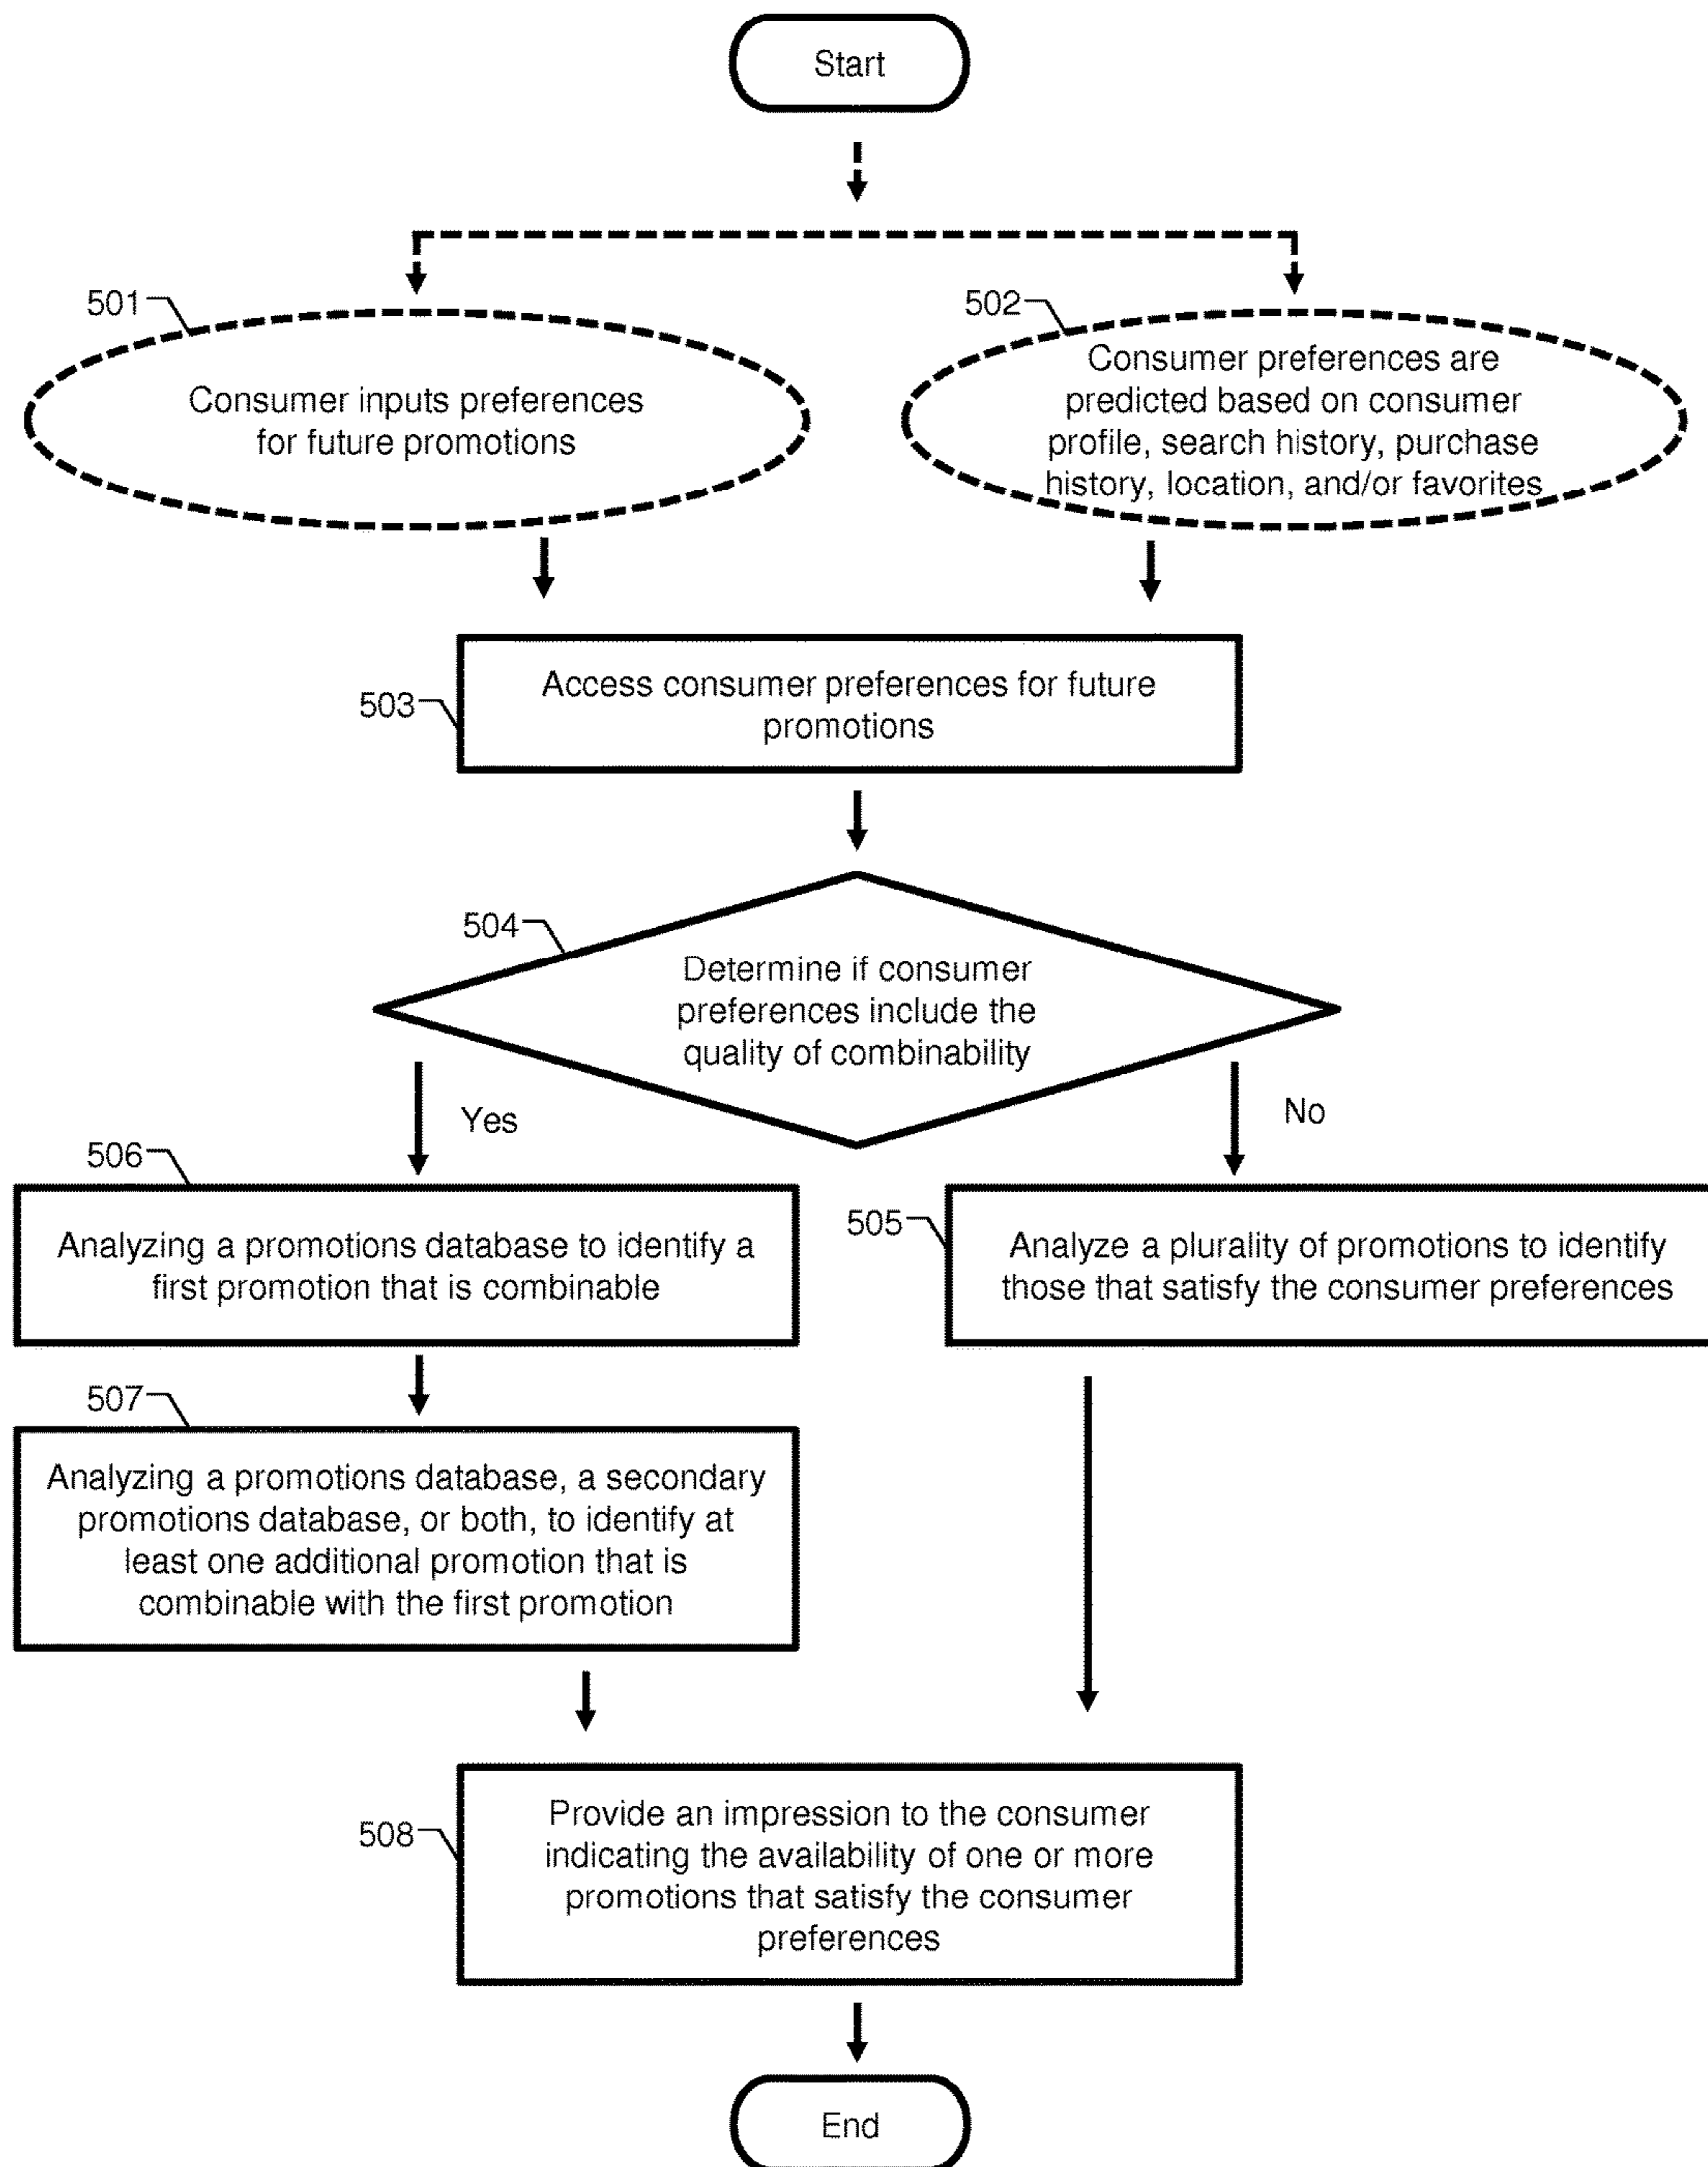 Start
501
Consumer inputs preferences
for future promotions
502
Consumer preferences are
predicted based on consumer
profile, search history, purchase
history, location, and/or favorites
503
Access consumer preferences for future
promotions
504
Determine if consumer
preferences include the
quality of combinability
Yes
No
506
Analyzing a promotions database to identify a
first promotion that is combinable
505
Analyze a plurality of promotions to identify
those that satisfy the consumer preferences
507
Analyzing a promotions database, a secondary
promotions database, or both, to identify at
least one additional promotion that is
combinable with the first promotion
508
Provide an impression to the consumer
indicating the availability of one or more
promotions that satisfy the consumer
preferences
End